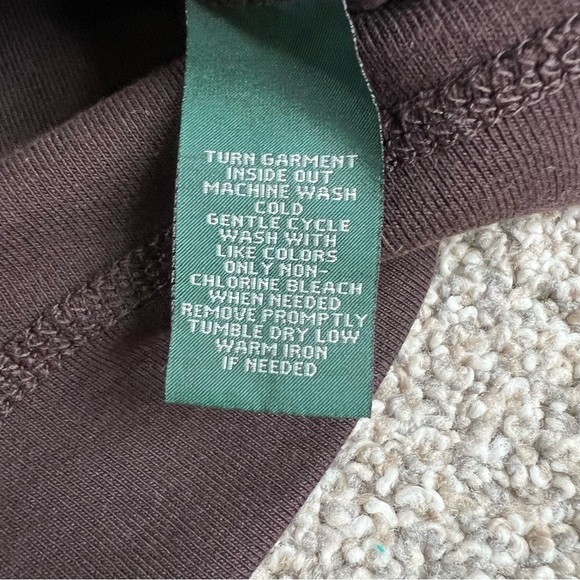 TURN GARMENT
INSIDE OUT
MACHINE WASH
COLD
GENTLE CYCLE
WASH WITH
LIKE COLORS
ONLY NON-
CHLORINE BLEACH
WHEN NEEDED
REMOVE PROMPTLY
TUMBLE DRY LOW
WARM IRON
IF NEEDED